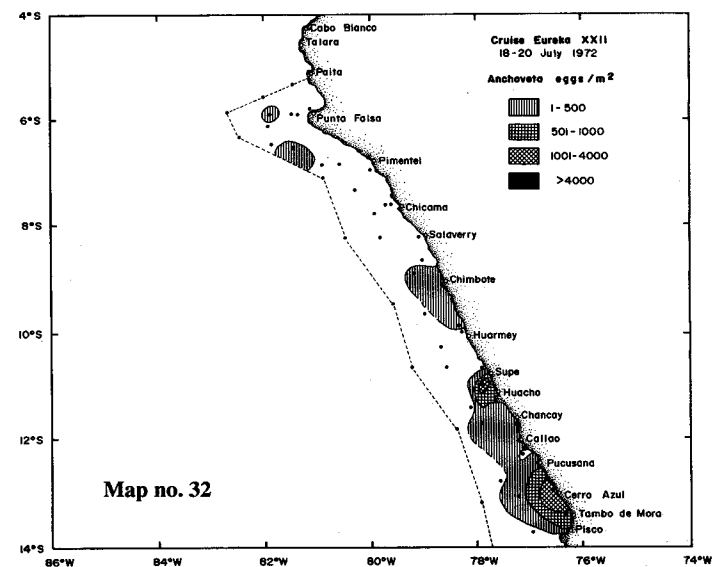 4°S
Cabo Blanco
Talara
Cruise Eureka XXII
18-20 July 1972
Paita
Anchoveta eggs/m²
1-500
6°S
Punta Falsa
501-1000
1001-4000
Pimentel
>4000
8°S
Chicama
Salaverry
Chimbote
10°S
Huarmey
Supe
Huacho
Chancay
12°S
Callao
Pucusana
Map no. 32
Cerro Azul
Tambo de Mora
Pisco
14°S
86°W
84°W
82°W
80°W
78°W
76°W
74°W